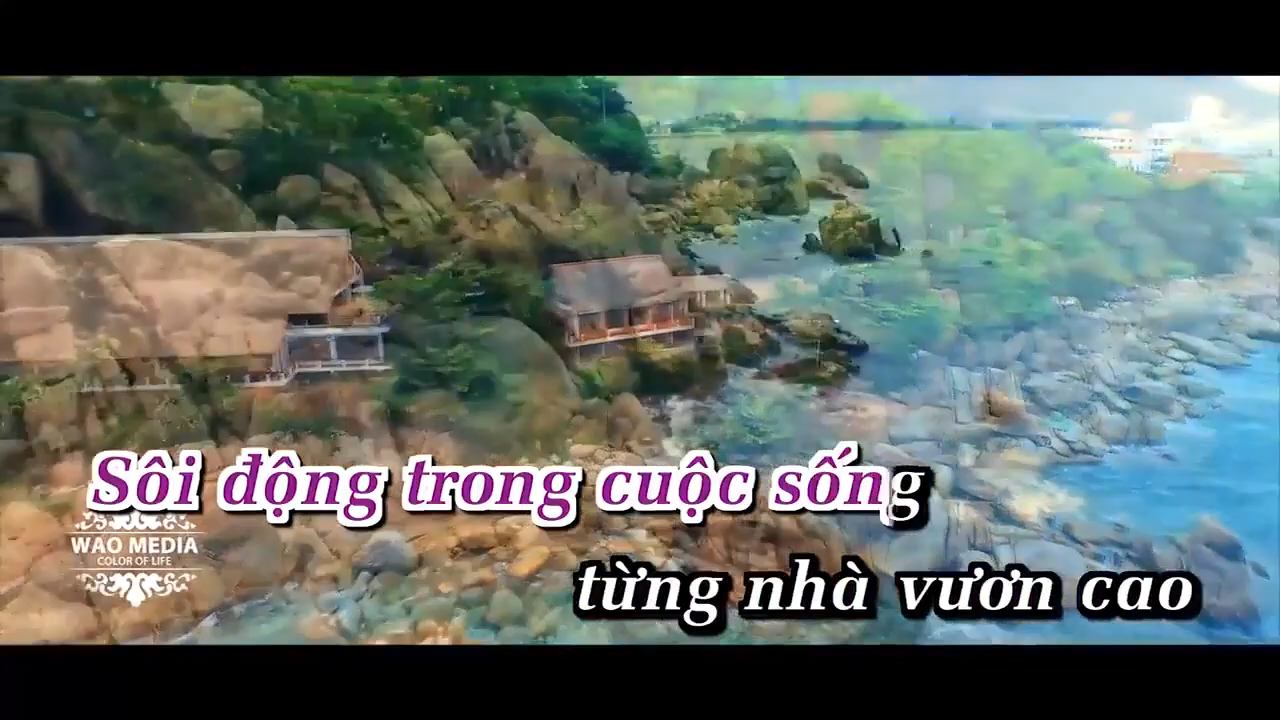 Sôi động trong cuộc sống
WAO MEDIA
COLOR OF LIFE
từng nhà vươn cao